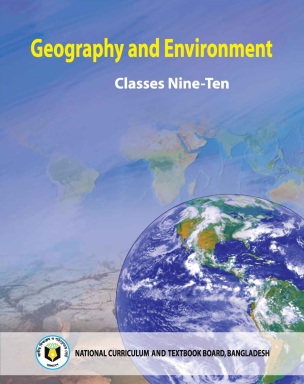 Geography and Environment
Classes Nine-Ten
NATIONAL CURRICULUM AND TEXTBOOK BOARD, BANGLADESH